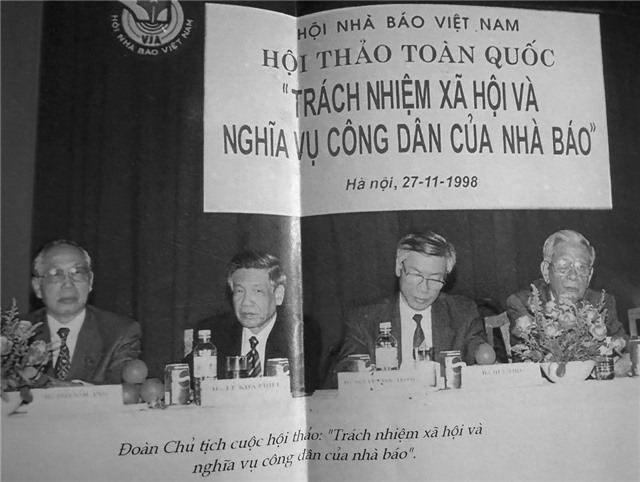 VJA
HỘI NHÀ BÁO VIỆT NAM
HỘI NHÀ BÁO VIỆT NAM
HỘI THẢO TOÀN QUỐC
"TRÁCH NHIỆM XÃ HỘI VÀ
NGHĨA VỤ CÔNG DÂN CỦA NHÀ BÁO"
Hà nội, 27-11-1998
Đoàn Chủ tịch cuộc hội thảo: "Trách nhiệm xã hội và
nghĩa vụ công dân của nhà báo".